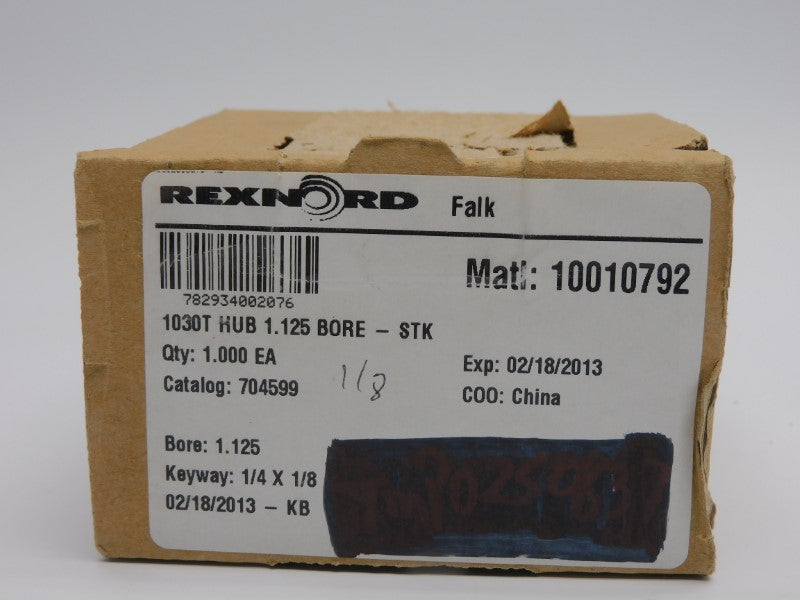 REXNORD Falk
Matl: 10010792
782934002076
1030T HUB 1.125 BORE - STK
Qty: 1.000 EA
Exp: 02/18/2013
Catalog: 704599
1/8
COO: China
Bore: 1.125
Keyway: 1/4 X 1/8
02/18/2013 - KB